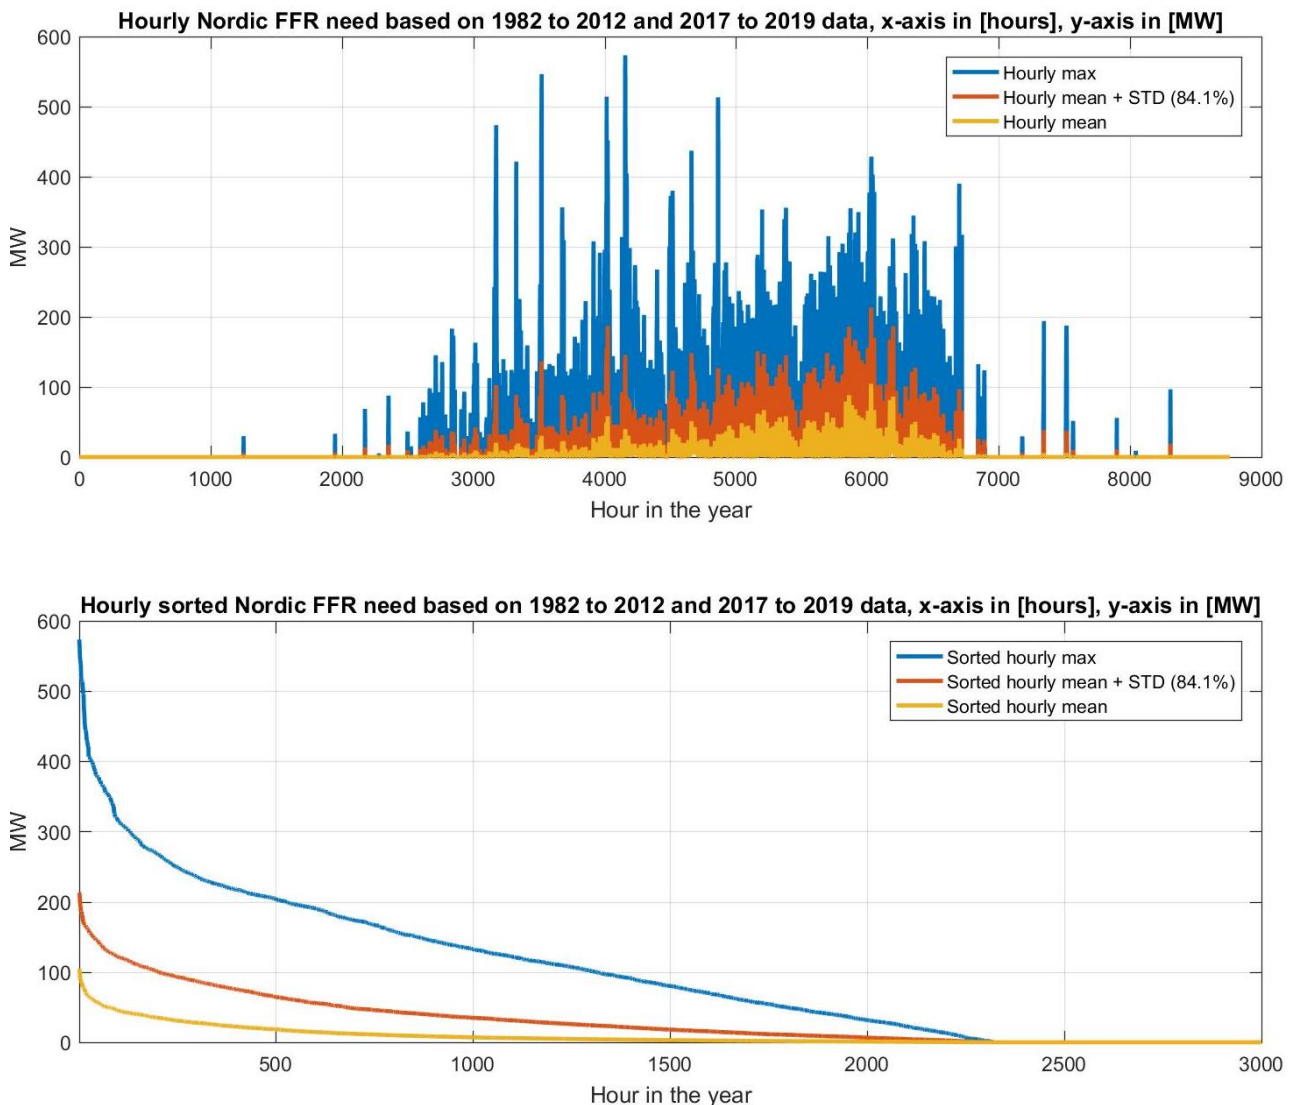 Hourly Nordic FFR need based on 1982 to 2012 and 2017 to 2019 data, x-axis in [hours], y-axis in [MW]
600
500
400
300
200
100
0
MW
Hourly max
Hourly mean + STD (84.1%)
Hourly mean
0 1000 2000 3000 4000 5000 6000 7000 8000 9000
Hour in the year
Hourly sorted Nordic FFR need based on 1982 to 2012 and 2017 to 2019 data, x-axis in [hours], y-axis in [MW]
600
500
400
300
200
100
0
MW
Sorted hourly max
Sorted hourly mean + STD (84.1%)
Sorted hourly mean
500 1000 1500 2000 2500 3000
Hour in the year